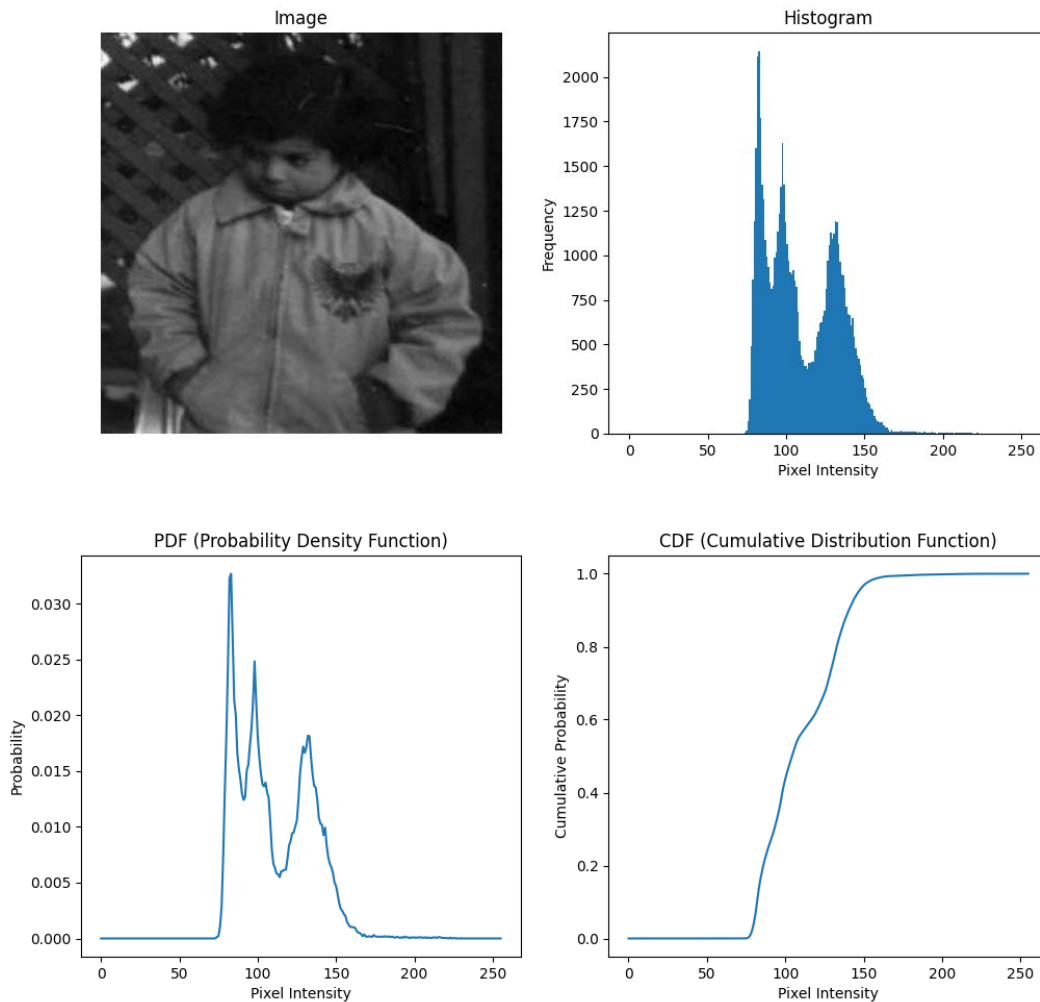 Image
Histogram
2000
1750
1500
1250
1000
750
500
250
0
Frequency
0 50 100 150 200 250
Pixel Intensity
PDF (Probability Density Function)
0.030
0.025
0.020
0.015
0.010
0.005
0.000
Probability
0 50 100 150 200 250
Pixel Intensity
CDF (Cumulative Distribution Function)
1.0
0.8
0.6
0.4
0.2
0.0
Cumulative Probability
0 50 100 150 200 250
Pixel Intensity